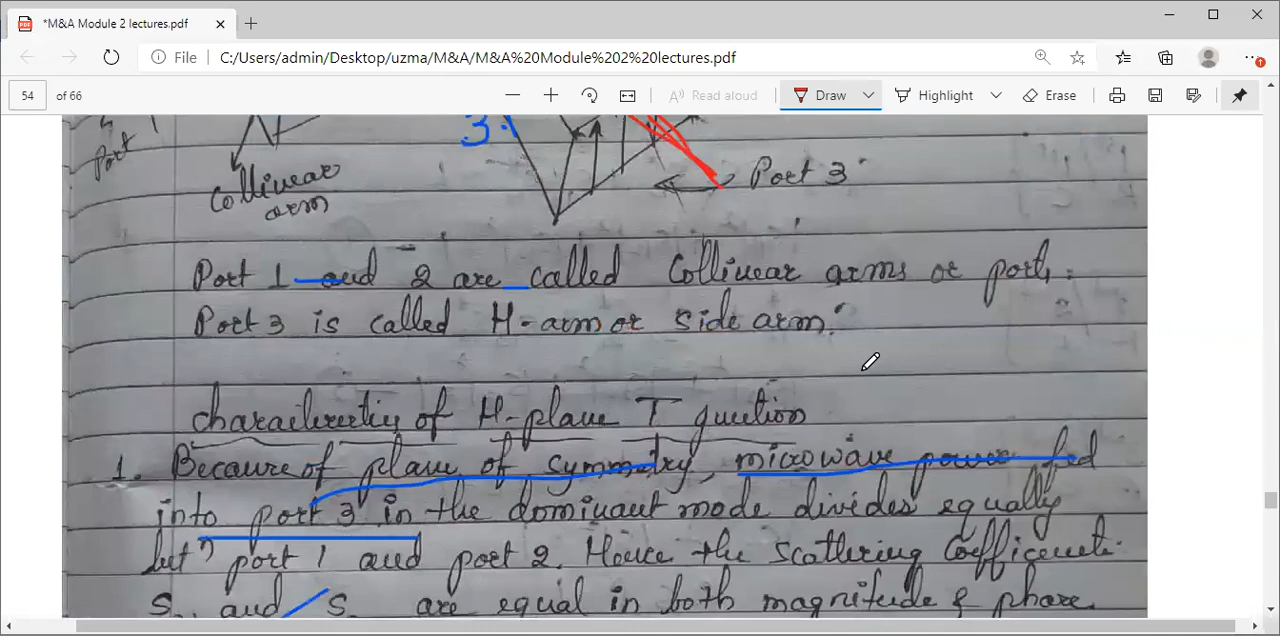 *M&A Module 2 lectures.pdf
File C:/Users/admin/Desktop/uzma/M&A/M&A%20Module%202%20lectures.pdf
54 of 66
Read aloud Draw Highlight Erase
Port 1
3
Collinear
arm
Port 3
Port 1 and 2 are called Collinear arms or port,
Port 3 is called H-arm or side arm.
characteristics of H-plane T junction
1. Because of plane of symmetry, microwave power fed
into port 3 in the dominant mode divides equally
betn port 1 and port 2. Hence the scattering Coefficients
S and S are equal in both magnitude & phase.